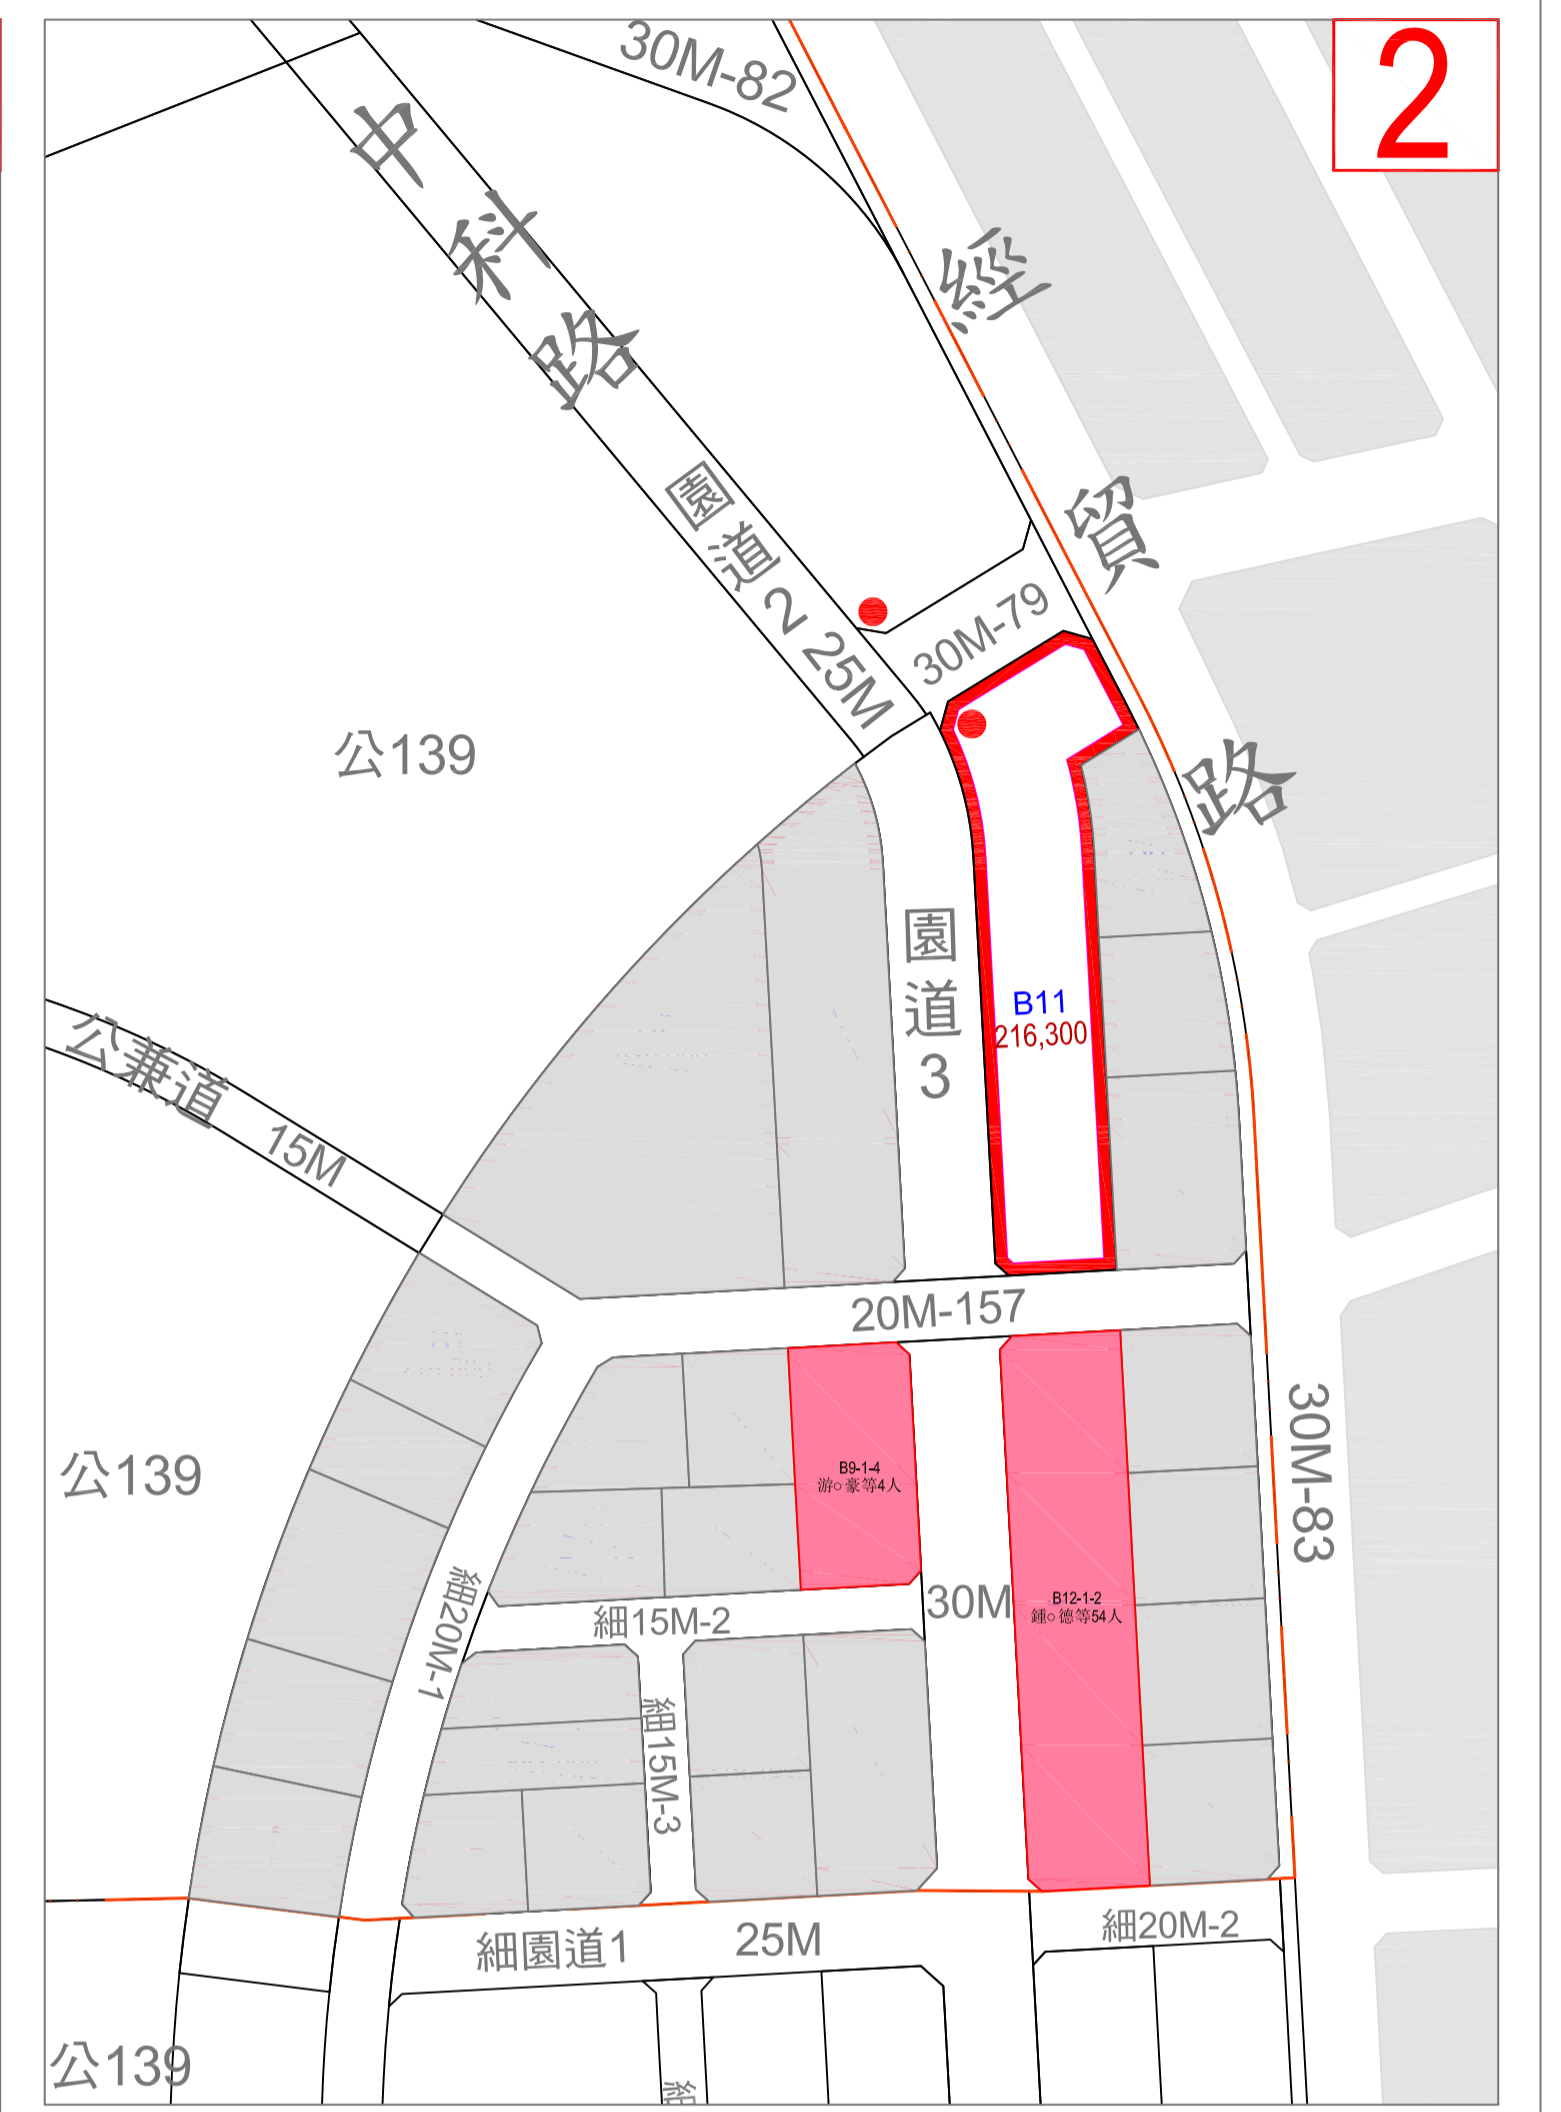 2
30M-82
中科路
經貿路
園道2 25M
30M-79
公139
園道3
B11
216,300
公兼道 15M
20M-157
30M-83
公139
B9-1-4
游○豪等4人
30M
B12-1-2
鍾○德等54人
細20M-1
細15M-2
細15M-3
細園道1 25M
細20M-2
公139
細